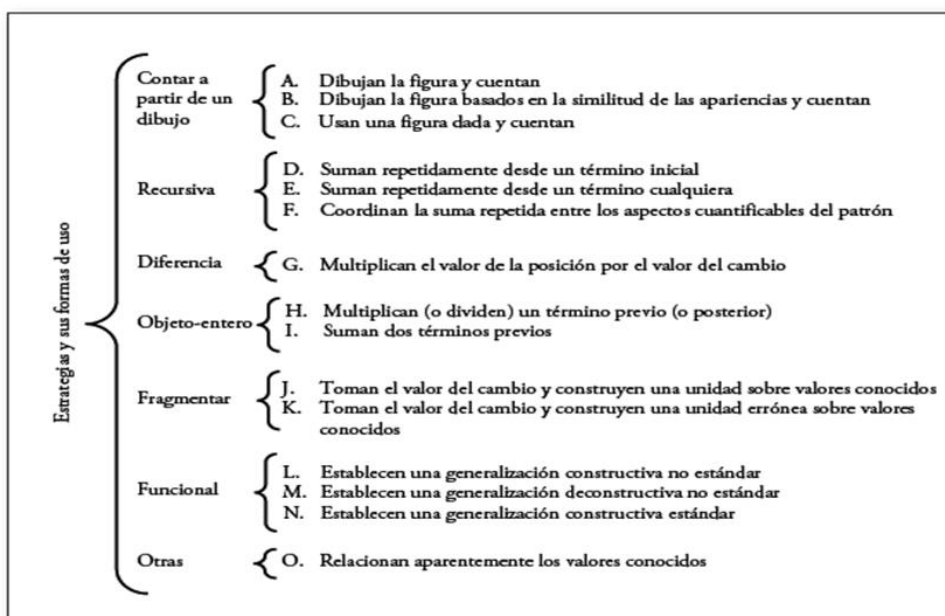 Estrategias y sus formas de uso
Contar a
partir de un
dibujo
A. Dibujan la figura y cuentan
B. Dibujan la figura basados en la similitud de las apariencias y cuentan
C. Usan una figura dada y cuentan
Recursiva
D. Suman repetidamente desde un término inicial
E. Suman repetidamente desde un término cualquiera
F. Coordinan la suma repetida entre los aspectos cuantificables del patrón
Diferencia
G. Multiplican el valor de la posición por el valor del cambio
Objeto-entero
H. Multiplican (o dividen) un término previo (o posterior)
I. Suman dos términos previos
Fragmentar
J. Toman el valor del cambio y construyen una unidad sobre valores conocidos
K. Toman el valor del cambio y construyen una unidad errónea sobre valores
conocidos
Funcional
L. Establecen una generalización constructiva no estándar
M. Establecen una generalización deconstructiva no estándar
N. Establecen una generalización constructiva estándar
Otras
O. Relacionan aparentemente los valores conocidos